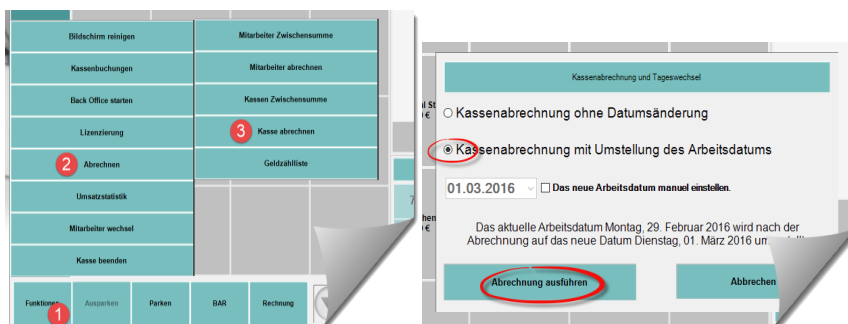 Bildschirm reinigen
Mitarbeiter Zwischensumme
Kassenbuchungen
Mitarbeiter abrechnen
Back Office starten
Kassen Zwischensumme
Lizenzierung
3 Kasse abrechnen
2 Abrechnen
Geldzählliste
Umsatzstatistik
Mitarbeiter wechsel
Kasse beenden
Funktionen
1
Ausparken
Parken
BAR
Rechnung
7
Kassenabrechnung und Tageswechsel
Kassenabrechnung ohne Datumsänderung
Kassenabrechnung mit Umstellung des Arbeitsdatums
01.03.2016
Das neue Arbeitsdatum manuel einstellen.
Das aktuelle Arbeitsdatum Montag, 29. Februar 2016 wird nach der
Abrechnung auf das neue Datum Dienstag, 01. März 2016
Abrechnung ausführen
Abbrechen